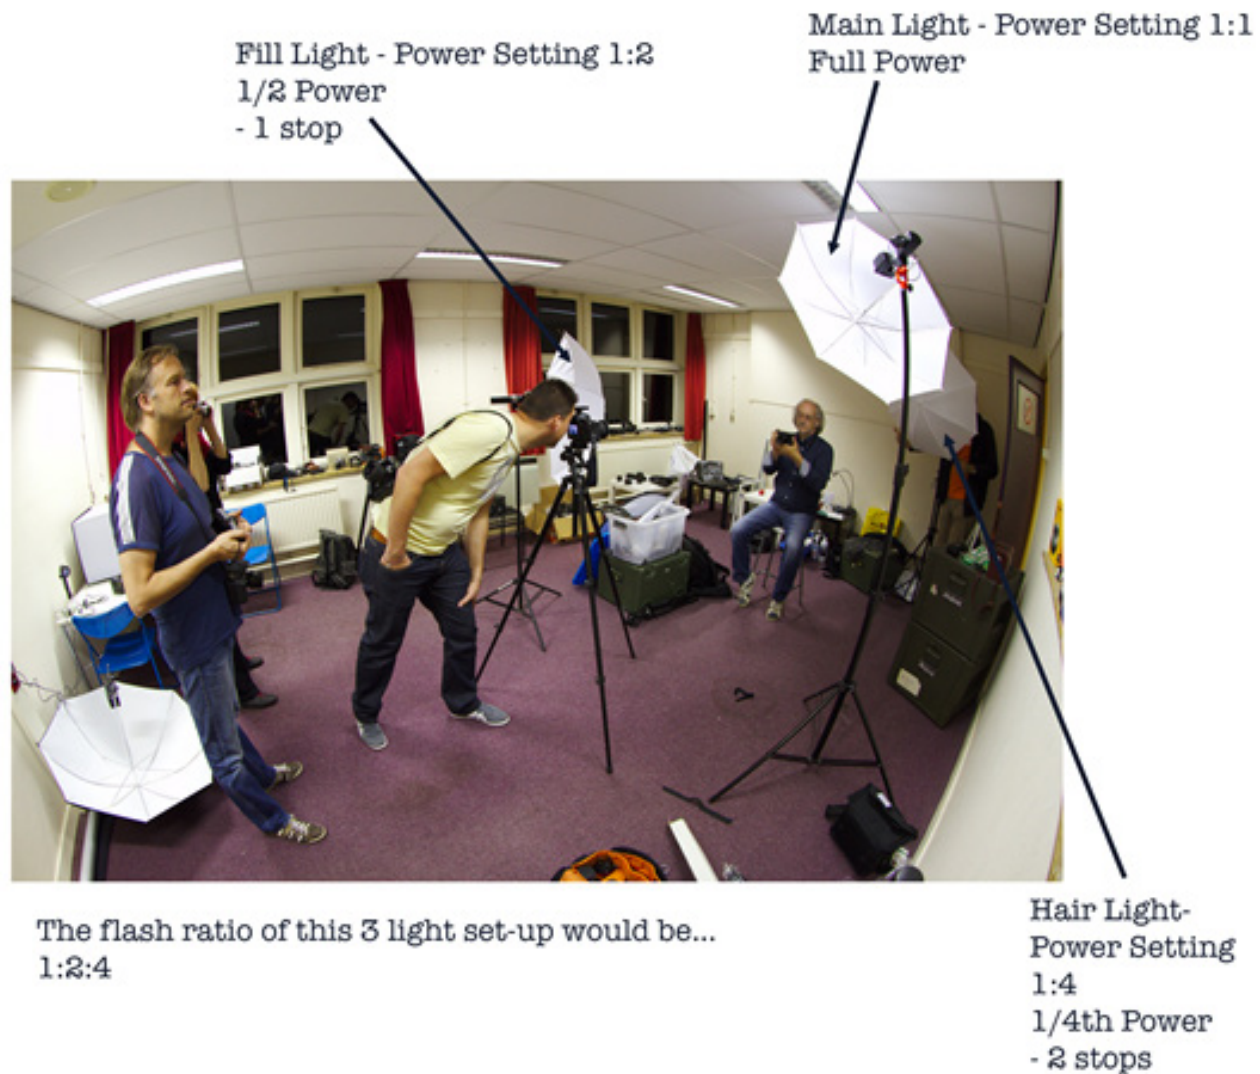 Fill Light - Power Setting 1:2
1/2 Power
- 1 stop
Main Light - Power Setting 1:1
Full Power
The flash ratio of this 3 light set-up would be...
1:2:4
Hair Light-
Power Setting
1:4
1/4th Power
- 2 stops